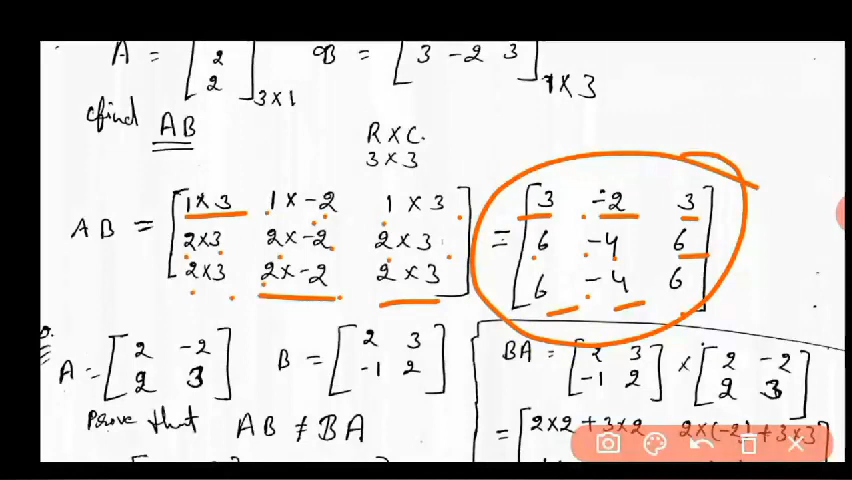 A = [ 2 2 ] 3×1 B = [ 3 -2 3 ] 1×3
find AB
R × C.
3 × 3
AB = [ 1×3 1×-2 1×3 = [ 3 -2 3
2×3 2×-2 2×3 6 -4 6
2×3 2×-2 2×3 ] 6 -4 6 ]
A = [ 2 -2 B = [ 2 3 BA = [ 2 3 × [ 2 -2
2 3 ] -1 2 ] -1 2 ] 2 3 ]
Prove that AB ≠ BA
= [ 2×2 + 3×2 2×(-2) + 3×3